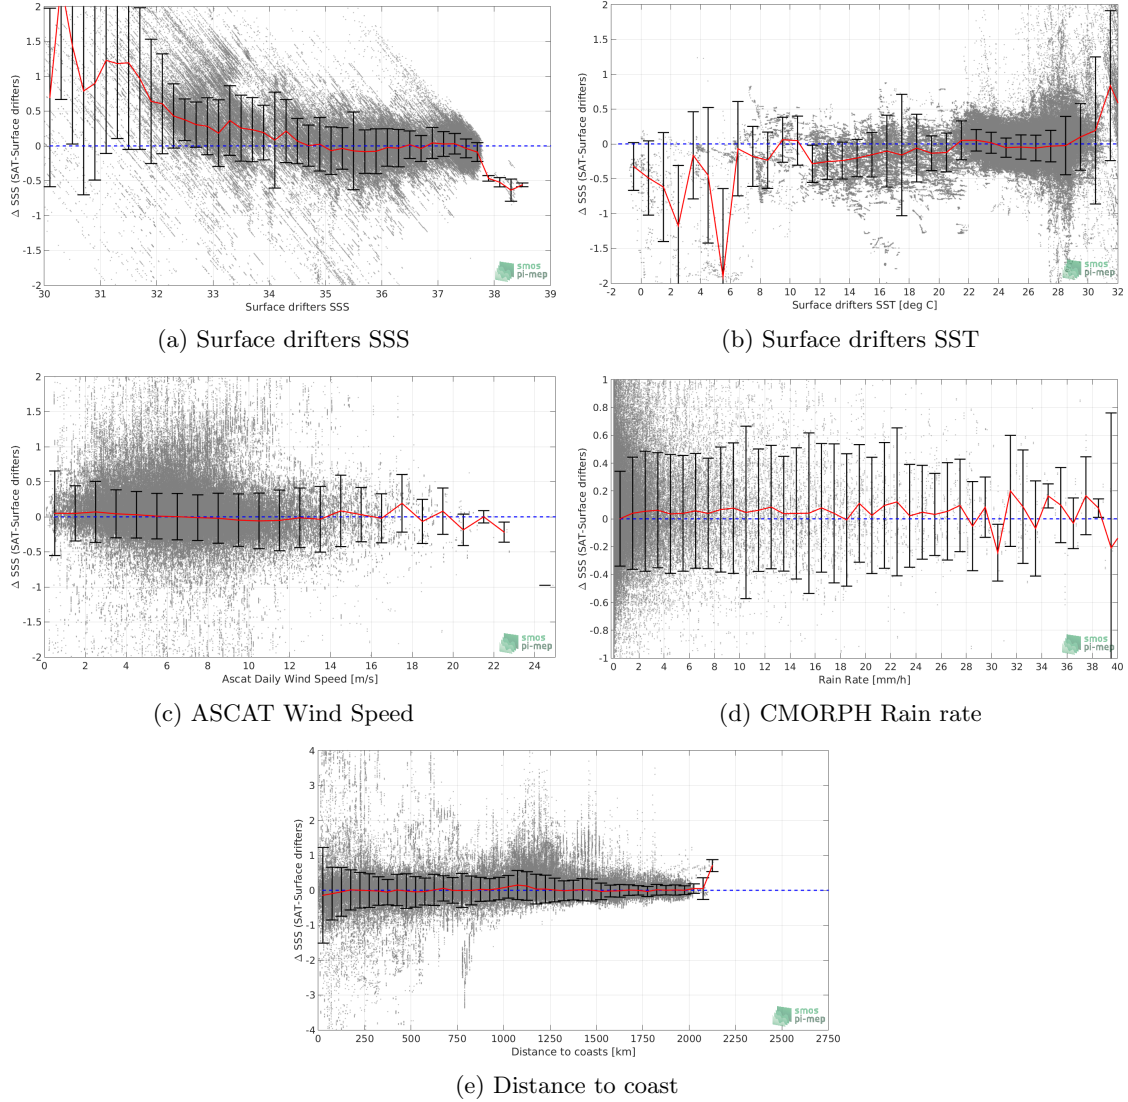 2
1.5
1
0.5
0
-0.5
-1
-1.5
-2
Δ SSS (SAT-Surface drifters)
30 31 32 33 34 35 36 37 38 39
Surface drifters SSS
smos
pi-mep
(a) Surface drifters SSS
2
1.5
1
0.5
0
-0.5
-1
-1.5
-2
Δ SSS (SAT-Surface drifters)
-2 0 2 4 6 8 10 12 14 16 18 20 22 24 26 28 30 32
Surface drifters SST [deg C]
smos
pi-mep
(b) Surface drifters SST
2
1.5
1
0.5
0
-0.5
-1
-1.5
-2
Δ SSS (SAT-Surface drifters)
0 2 4 6 8 10 12 14 16 18 20 22 24
Ascat Daily Wind Speed [m/s]
smos
pi-mep
(c) ASCAT Wind Speed
1
0.8
0.6
0.4
0.2
0
-0.2
-0.4
-0.6
-0.8
-1
Δ SSS (SAT-Surface drifters)
0 2 4 6 8 10 12 14 16 18 20 22 24 26 28 30 32 34 36 38 40
Rain Rate [mm/h]
smos
pi-mep
(d) CMORPH Rain rate
4
3
2
1
0
-1
-2
-3
-4
Δ SSS (SAT-Surface drifters)
0 250 500 750 1000 1250 1500 1750 2000 2250 2500 2750
Distance to coasts [km]
smos
pi-mep
(e) Distance to coast